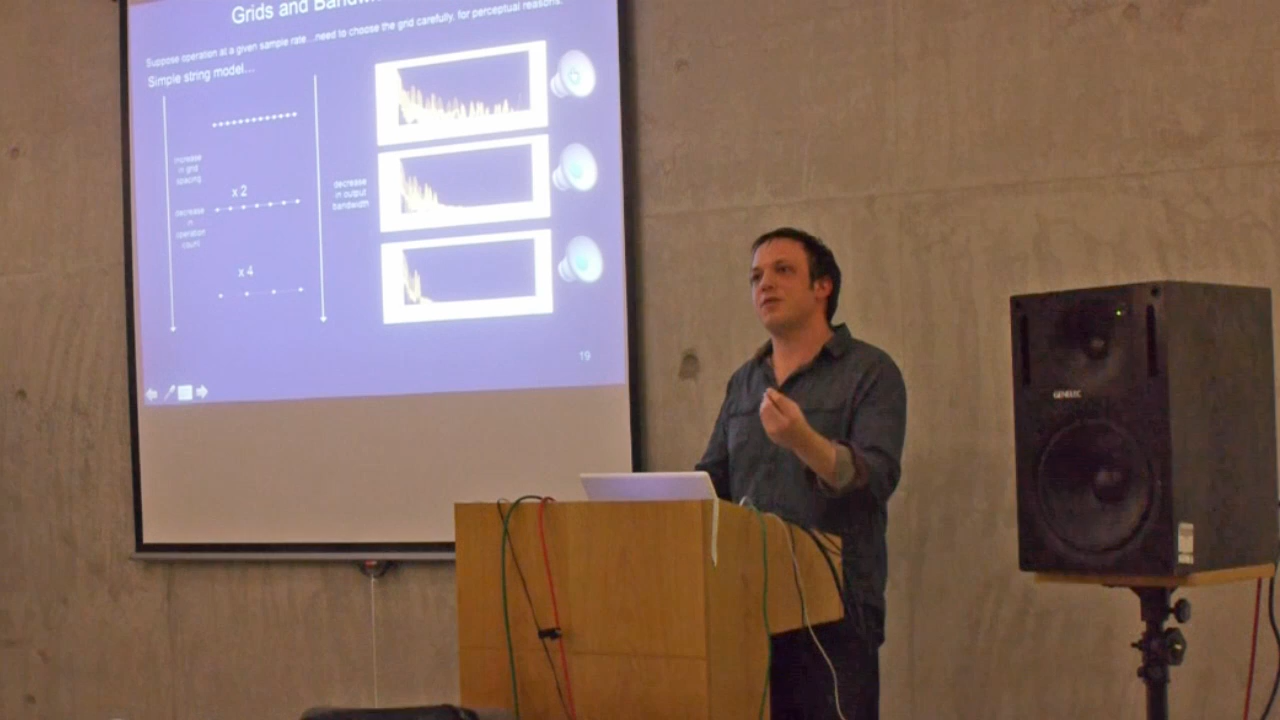 Grids and
Suppose operation at a given sample rate...need to choose the grid carefully, for perceptual reasons.
Simple string model...
increase
in grid
spacing
x 2
decrease
in output
bandwidth
decrease
in
operation
count
x 4
19
GENELEC